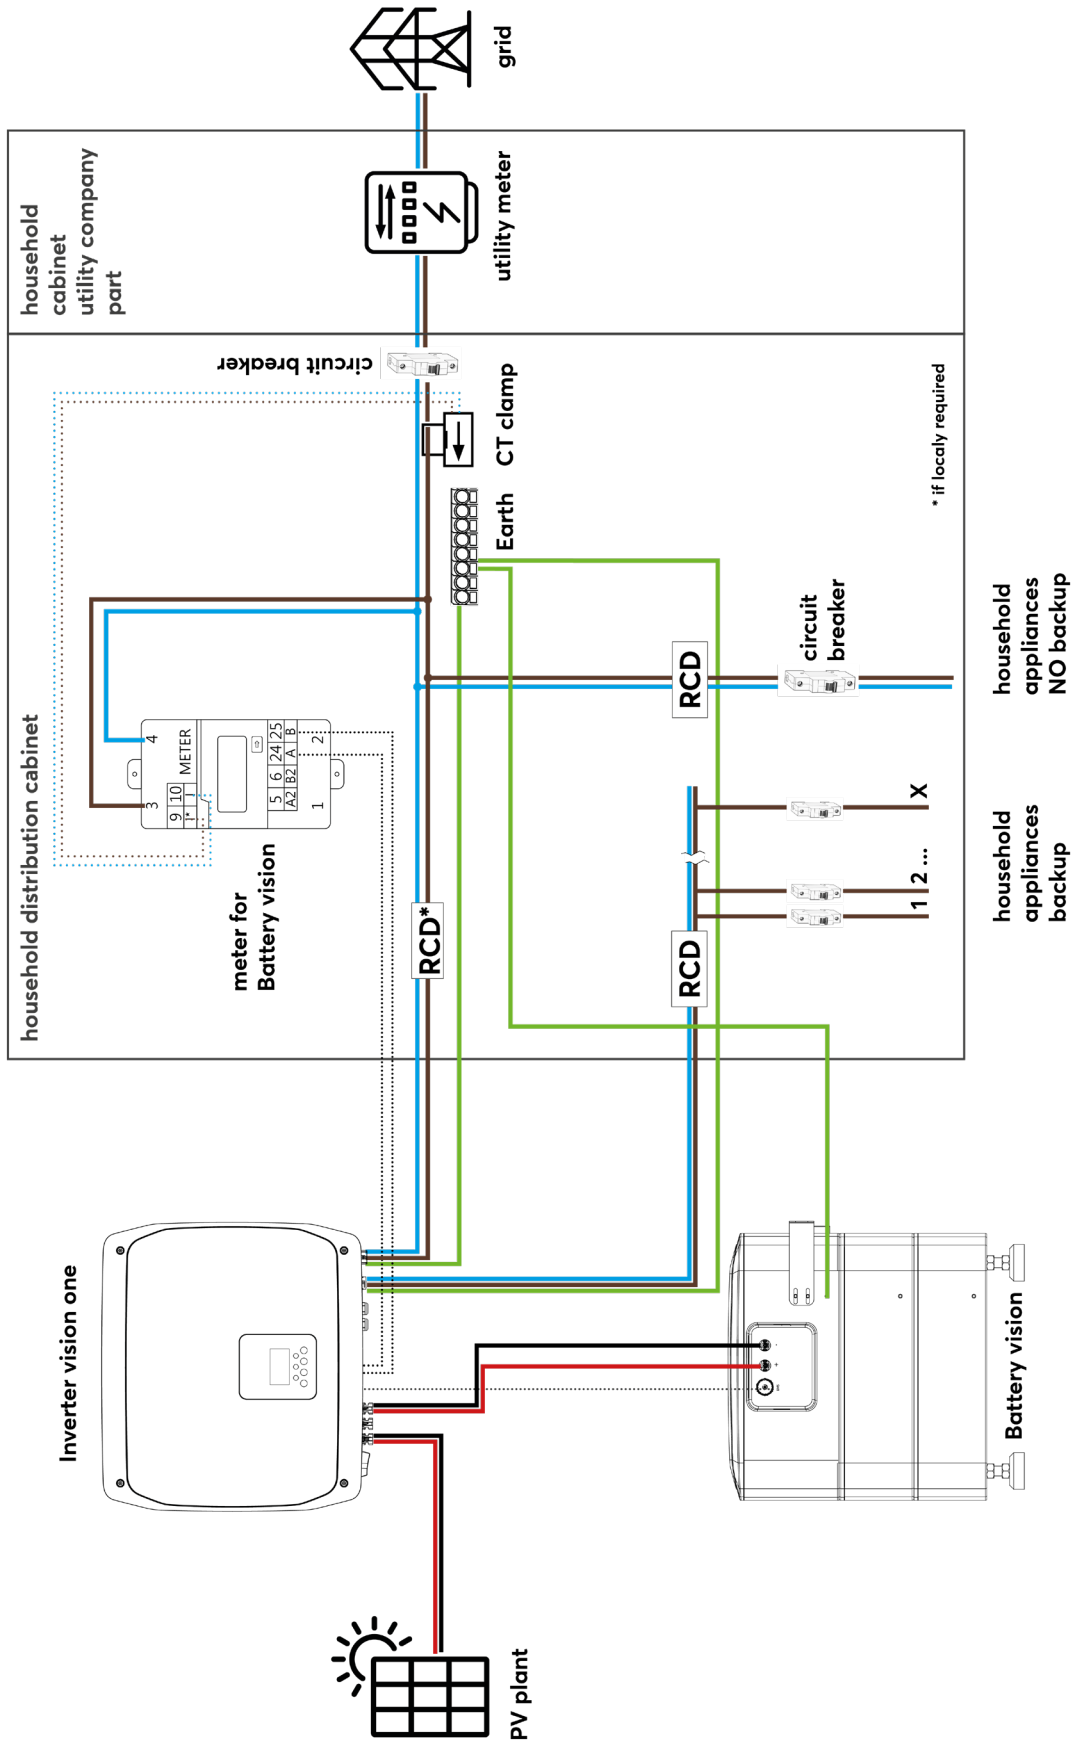 household
cabinet
utility company
part
grid
utility meter
household distribution cabinet
circuit breaker
CT clamp
Earth
* if localy required
circuit
breaker
household
appliances
NO backup
RCD
METER
3
4
9 10
I* I
5 6 24 25
A2 B2 A B
1
2
meter for
Battery vision
RCD*
RCD
1 2 ... X
household
appliances
backup
Inverter vision one
Battery vision
- +
PV plant